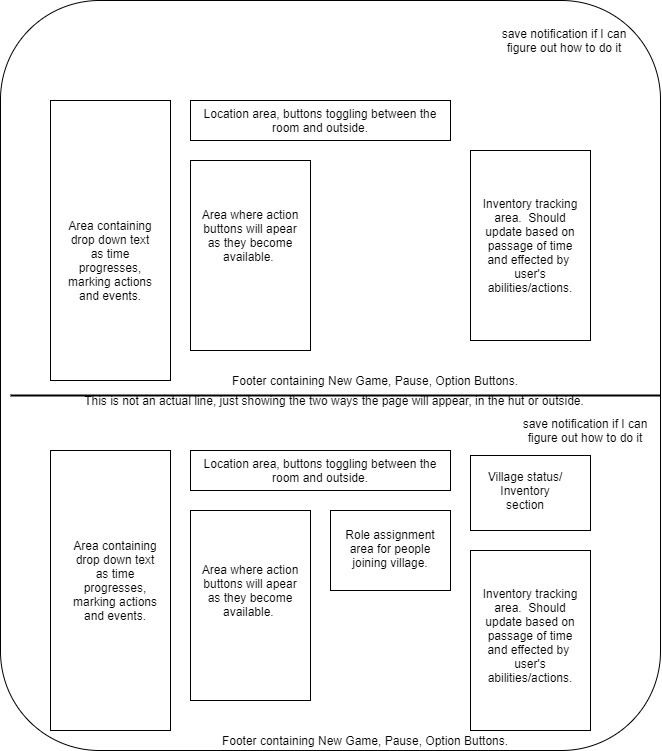 save notification if I can
figure out how to do it
Location area, buttons toggling between the
room and outside.
Area containing
drop down text
as time
progresses,
marking actions
and events.
Area where action
buttons will apear
as they become
available.
Inventory tracking
area.  Should
update based on
passage of time
and effected by
user's
abilities/actions.
Footer containing New Game, Pause, Option Buttons.
This is not an actual line, just showing the two ways the page will appear, in the hut or outside.
save notification if I can
figure out how to do it
Location area, buttons toggling between the
room and outside.
Village status/
Inventory
section
Area containing
drop down text
as time
progresses,
marking actions
and events.
Area where action
buttons will apear
as they become
available.
Role assignment
area for people
joining village.
Inventory tracking
area.  Should
update based on
passage of time
and effected by
user's
abilities/actions.
Footer containing New Game, Pause, Option Buttons.